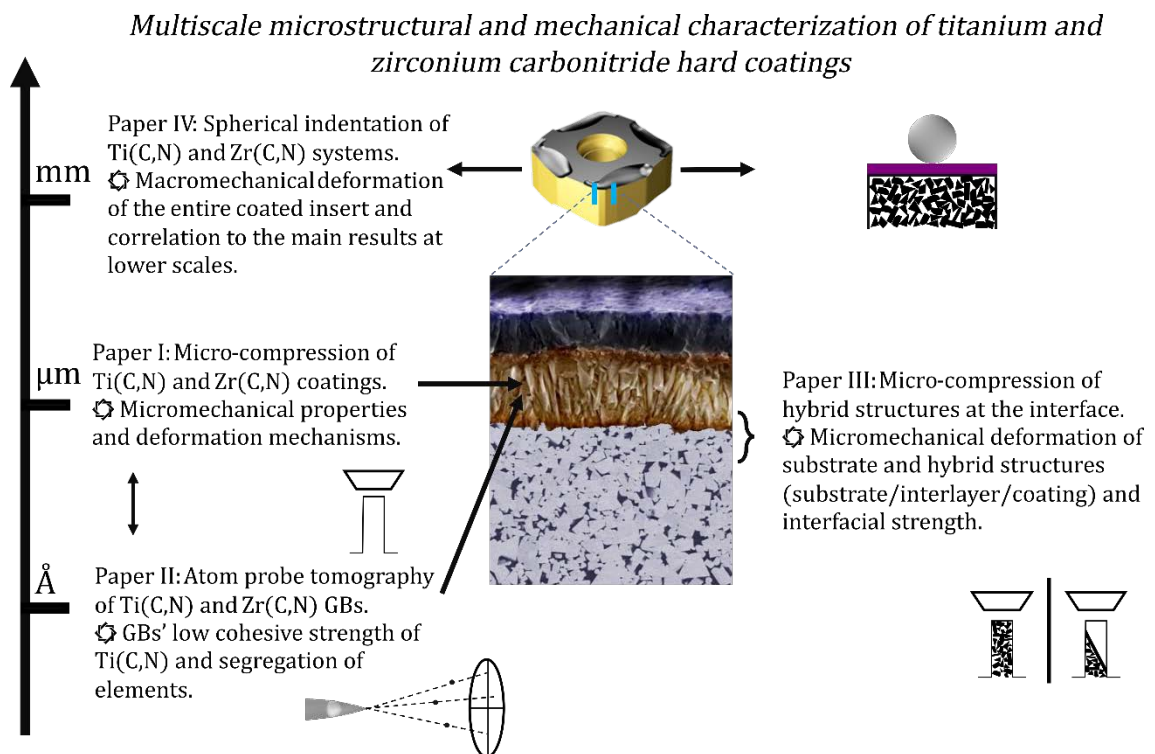 Multiscale microstructural and mechanical characterization of titanium and
zirconium carbonitride hard coatings
mm
Paper IV: Spherical indentation of
Ti(C,N) and Zr(C,N) systems.
Macromechanical deformation
of the entire coated insert and
correlation to the main results at
lower scales.
μm
Paper I: Micro-compression of
Ti(C,N) and Zr(C,N) coatings.
Micromechanical properties
and deformation mechanisms.
Paper III: Micro-compression of
hybrid structures at the interface.
Micromechanical deformation of
substrate and hybrid structures
(substrate/interlayer/coating) and
interfacial strength.
Å
Paper II: Atom probe tomography
of Ti(C,N) and Zr(C,N) GBs.
GBs' low cohesive strength of
Ti(C,N) and segregation of
elements.